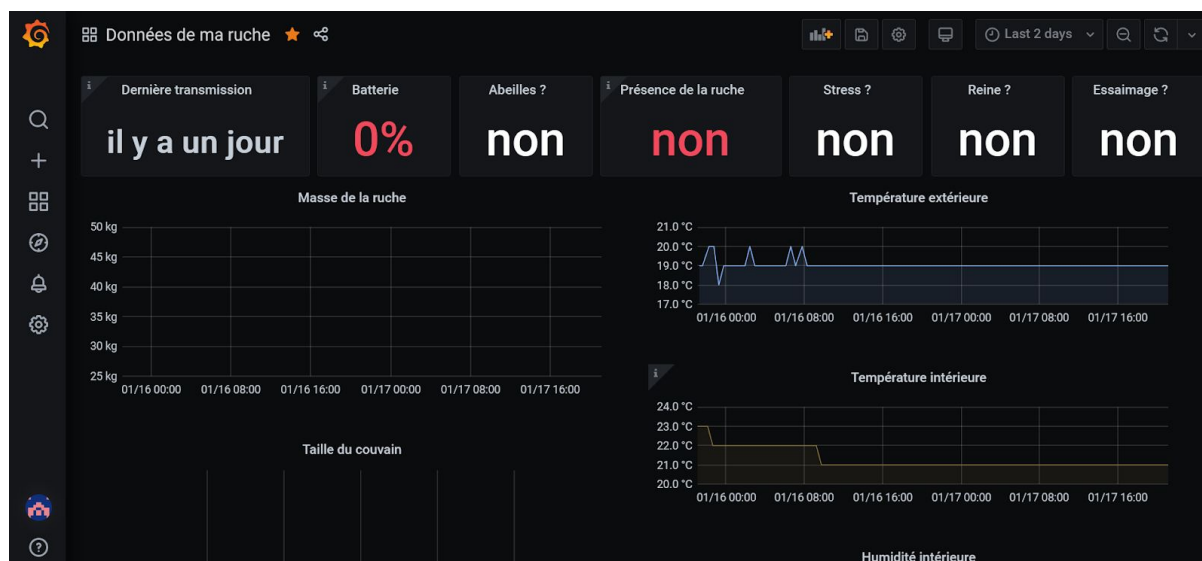 Données de ma ruche
Last 2 days
i Dernière transmission
il y a un jour
i Batterie
0%
Abeilles ?
non
i Présence de la ruche
non
Stress ?
non
Reine ?
non
Essaimage ?
non
Masse de la ruche
50 kg
45 kg
40 kg
35 kg
30 kg
25 kg
01/16 00:00 01/16 08:00 01/16 16:00 01/17 00:00 01/17 08:00 01/17 16:00
Température extérieure
21.0 °C
20.0 °C
19.0 °C
18.0 °C
17.0 °C
01/16 00:00 01/16 08:00 01/16 16:00 01/17 00:00 01/17 08:00 01/17 16:00
i
Température intérieure
24.0 °C
23.0 °C
22.0 °C
21.0 °C
20.0 °C
01/16 00:00 01/16 08:00 01/16 16:00 01/17 00:00 01/17 08:00 01/17 16:00
Taille du couvain
Humidité intérieure